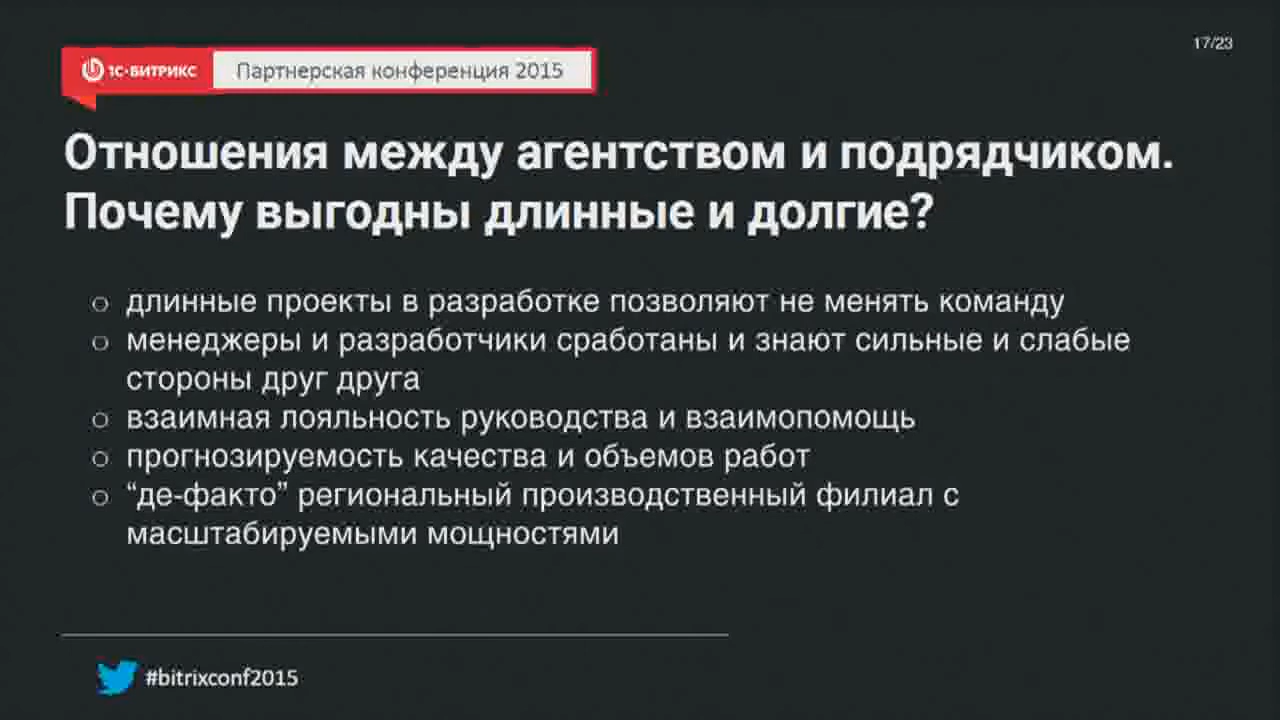 17/23
1С-БИТРИКС Партнерская конференция 2015
Отношения между агентством и подрядчиком.
Почему выгодны длинные и долгие?
○ длинные проекты в разработке позволяют не менять команду
○ менеджеры и разработчики сработаны и знают сильные и слабые
стороны друг друга
○ взаимная лояльность руководства и взаимопомощь
○ прогнозируемость качества и объемов работ
○ “де-факто” региональный производственный филиал с
масштабируемыми мощностями
#bitrixconf2015